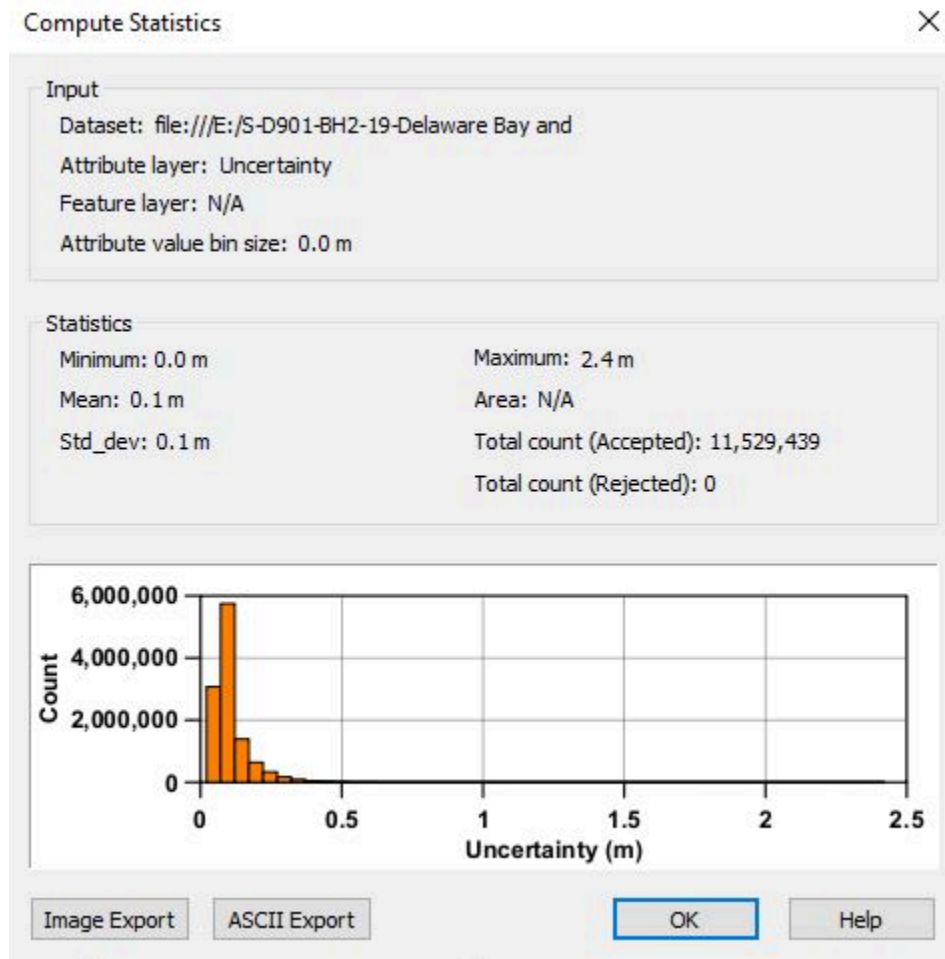 Compute Statistics
Input
Dataset: file:///E:/S-D901-BH2-19-Delaware Bay and
Attribute layer: Uncertainty
Feature layer: N/A
Attribute value bin size: 0.0 m
Statistics
Minimum: 0.0 m
Maximum: 2.4 m
Mean: 0.1 m
Area: N/A
Std_dev: 0.1 m
Total count (Accepted): 11,529,439
Total count (Rejected): 0
6,000,000
4,000,000
2,000,000
0
Count
0 0.5 1 1.5 2 2.5
Uncertainty (m)
Image Export ASCII Export OK Help